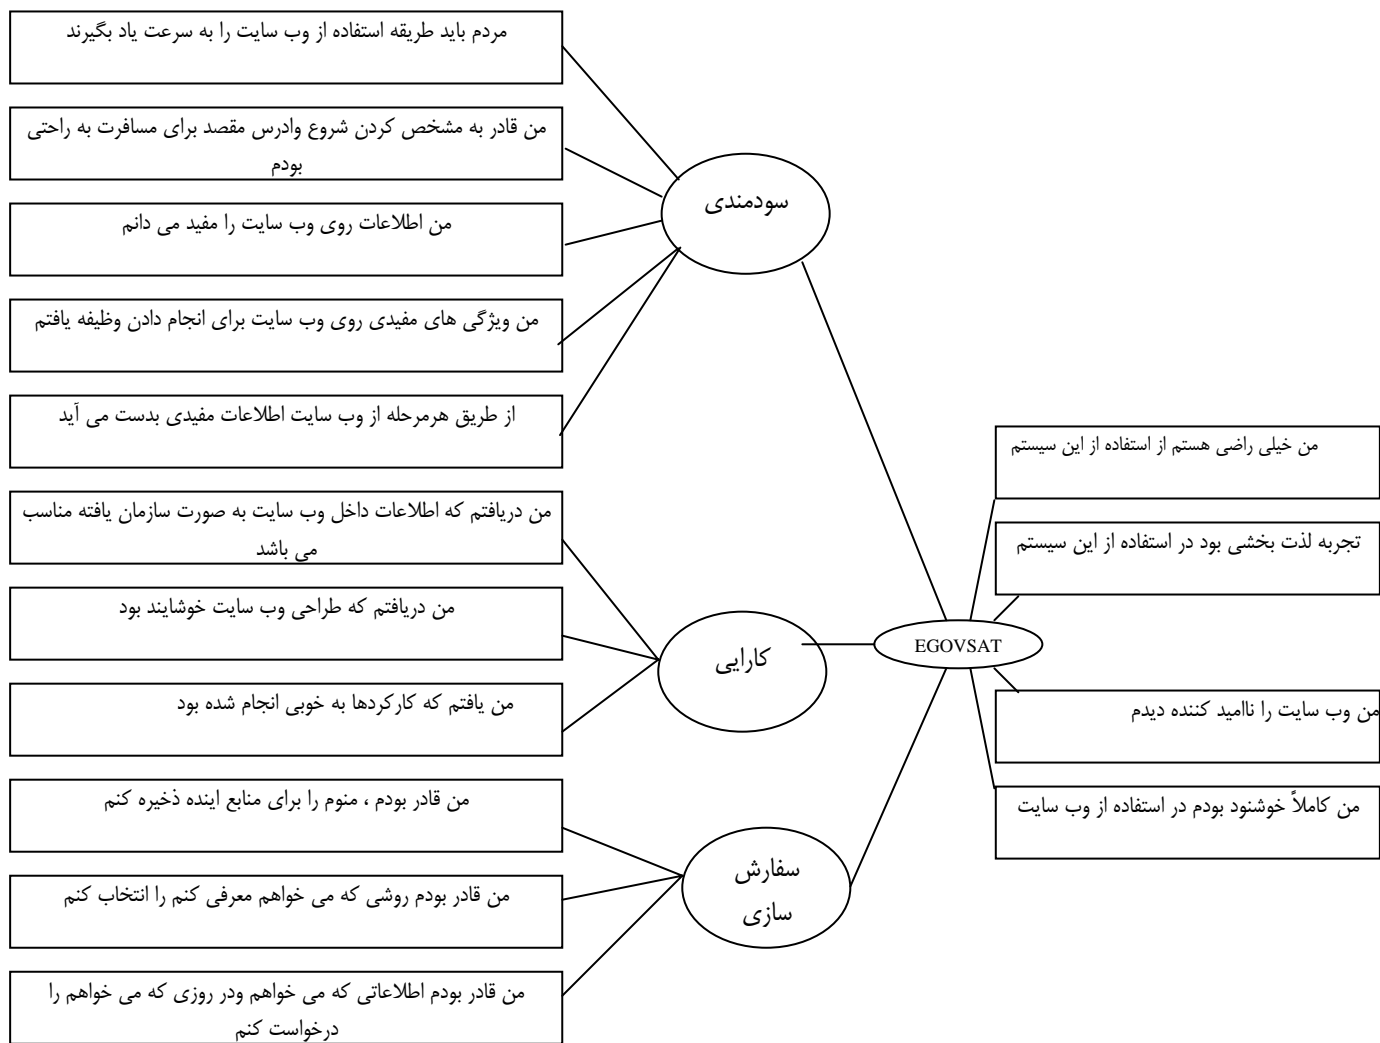 مردم باید طریقه استفاده از وب سایت را به سرعت یاد بگیرند
من قادر به مشخص کردن شروع وادرس مقصد برای مسافرت به راحتی
بودم
من اطلاعات روی وب سایت را مفید می دانم
من ویژگی های مفیدی روی وب سایت برای انجام دادن وظیفه یافتم
از طریق هرمرحله از وب سایت اطلاعات مفیدی بدست می آید
من دریافتم که اطلاعات داخل وب سایت به صورت سازمان یافته مناسب
می باشد
من دریافتم که طراحی وب سایت خوشایند بود
من یافتم که کارکردها به خوبی انجام شده بود
من قادر بودم ، منوم را برای منابع اینده ذخیره کنم
من قادر بودم روشی که می خواهم معرفی کنم را انتخاب کنم
من قادر بودم اطلاعاتی که می خواهم ودر روزی که می خواهم را
درخواست کنم
سودمندی
کارایی
سفارش
سازی
EGOVSAT
من خیلی راضی هستم از استفاده از این سیستم
تجربه لذت بخشی بود در استفاده از این سیستم
من وب سایت را ناامید کننده دیدم
من کاملاً خوشنود بودم در استفاده از وب سایت